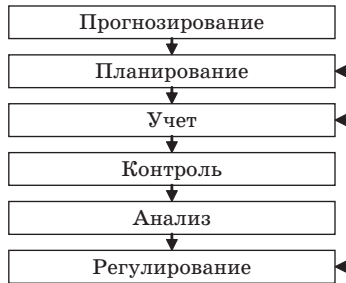 Прогнозирование
Планирование
Учет
Контроль
Анализ
Регулирование